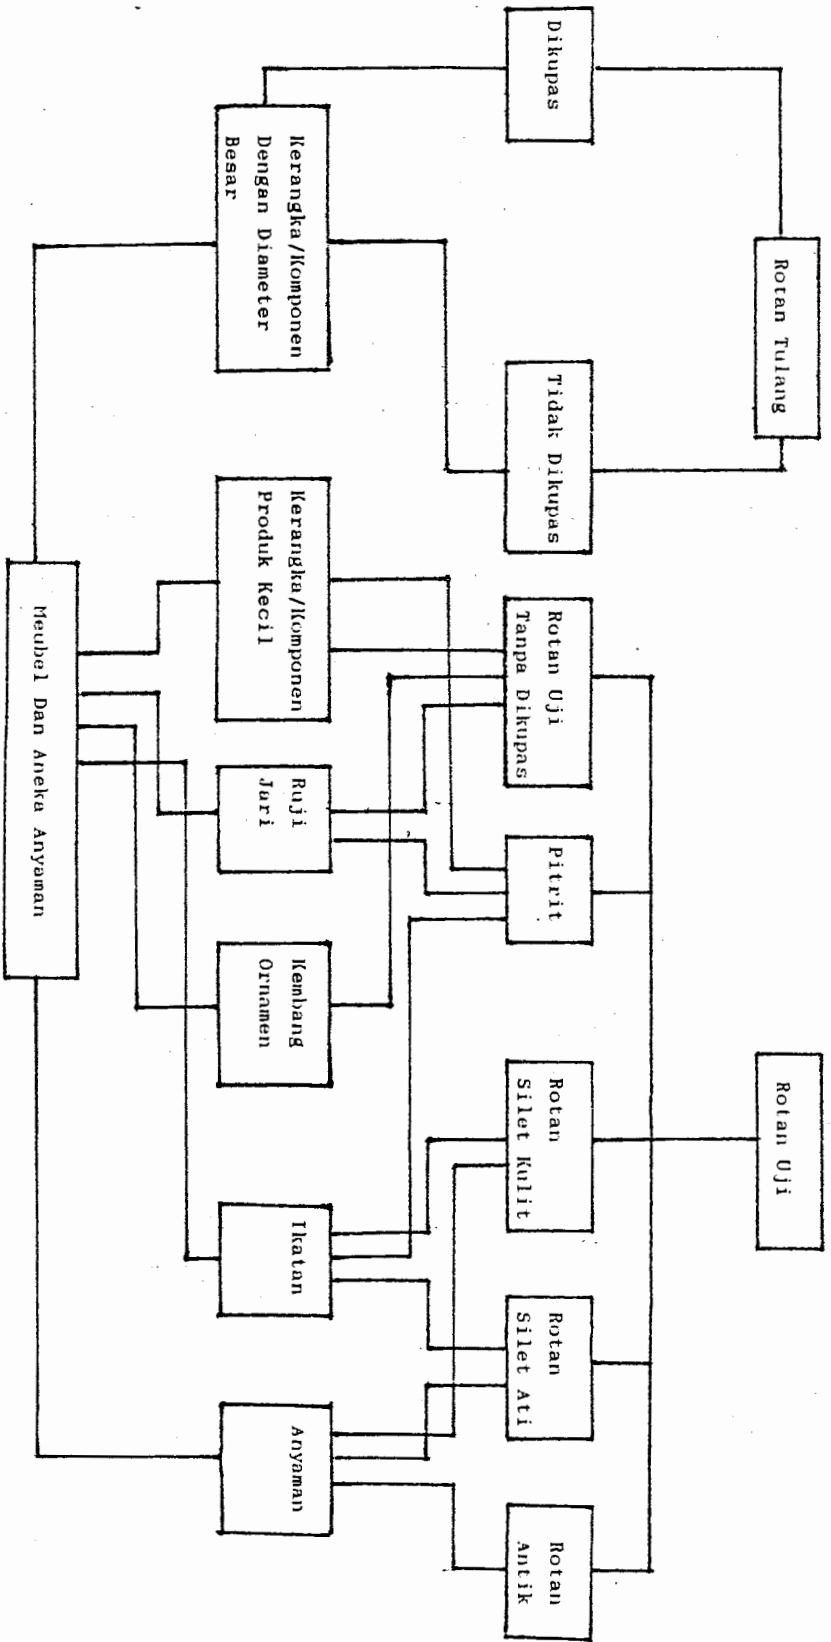 Rotan Tulang
Rotan Uji
Dikupas
Tidak Dikupas
Rotan Uji
Tanpa Dikupas
Pitrit
Rotan
Silet Kulit
Rotan
Silet Ati
Rotan
Antik
Kerangka/Komponen
Dengan Diameter
Besar
Kerangka/Komponen
Produk Kecil
Ruji
Jari
Kembang
Ornamen
Ikatan
Anyaman
Meubel Dan Aneka Anyaman